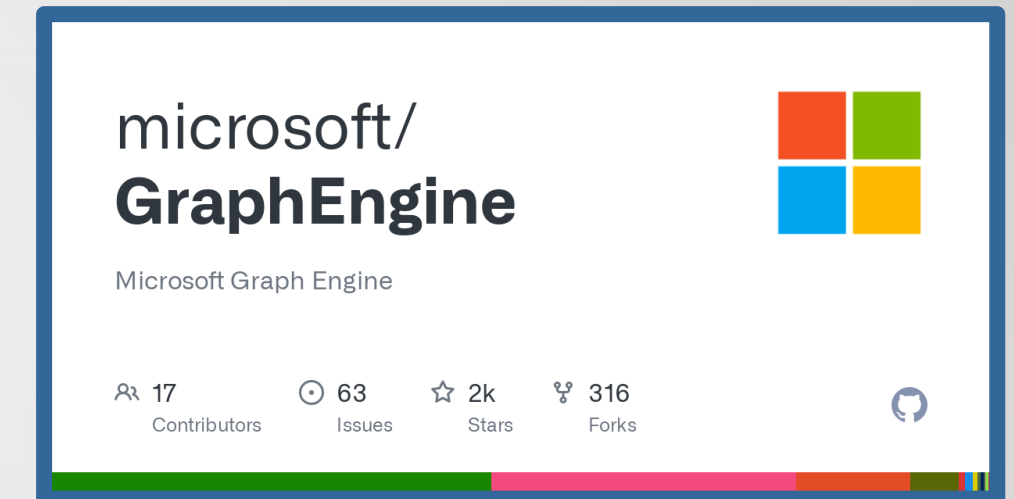 microsoft/
GraphEngine
Microsoft Graph Engine
17 63 2k 316
Contributors Issues Stars Forks